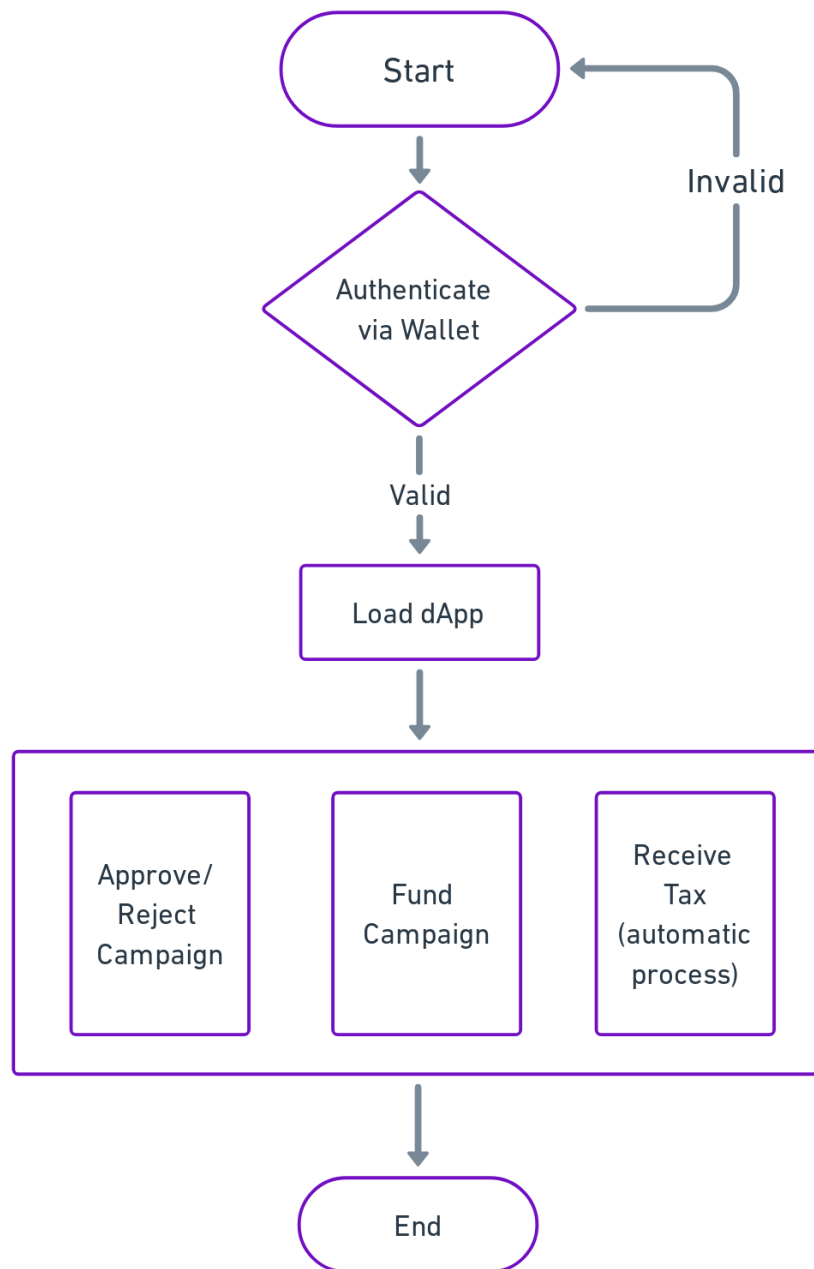 Start
Invalid
Authenticate
via Wallet
Valid
Load dApp
Approve/
Reject
Campaign
Fund
Campaign
Receive
Tax
(automatic
process)
End